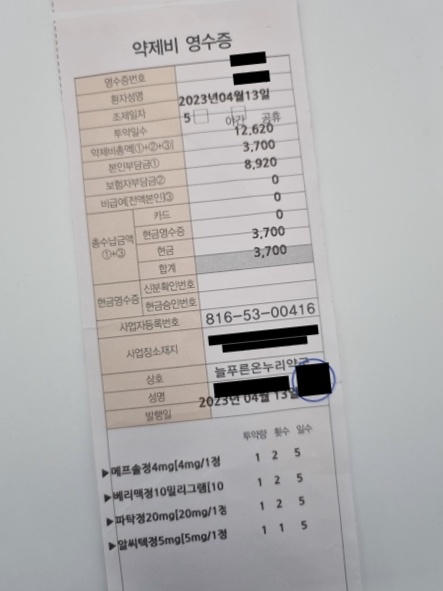 약제비 영수증
영수증번호
환자성명
조제일자 2023년04월13일
투약일수 5 야간 공휴
약제비총액(①+②+③) 12,620
본인부담금① 3,700
보험자부담금② 8,920
비급여(전액본인)③ 0
총수납금액 ①+③
카드 0
현금영수증 0
현금 3,700
합계 3,700
현금영수증
신분확인번호
현금승인번호
사업자등록번호 816-53-00416
사업장소재지
상호 늘푸른온누리약국
성명
발행일 2023년 04월 13일
투약량 횟수 일수
▶메프솔정4mg[4mg/1정 1 2 5
▶베리맥정10밀리그램[10 1 2 5
▶파탁정20mg[20mg/1정 1 2 5
▶알씨텍정5mg[5mg/1정 1 1 5